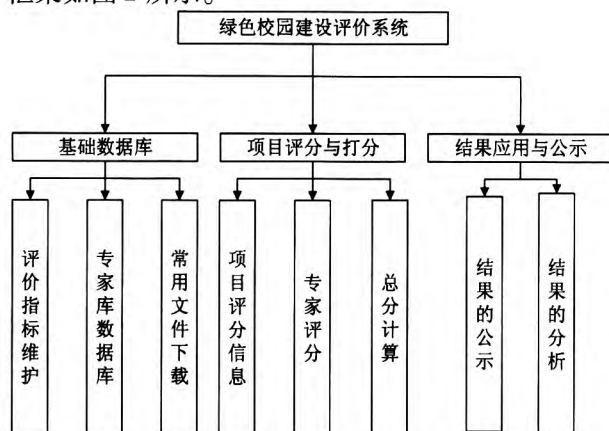 框架如图2所示。
绿色校园建设评价系统
基础数据库
项目评分与打分
结果应用与公示
评价指标维护
专家库数据库
常用文件下载
项目评分信息
专家评分
总分计算
结果的公示
结果的分析